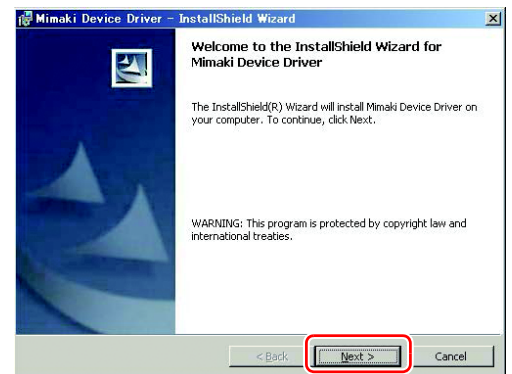 Mimaki Device Driver - InstallShield Wizard
Welcome to the InstallShield Wizard for
Mimaki Device Driver
The InstallShield(R) Wizard will install Mimaki Device Driver on
your computer. To continue, click Next.
WARNING: This program is protected by copyright law and
international treaties.
< Back
Next >
Cancel